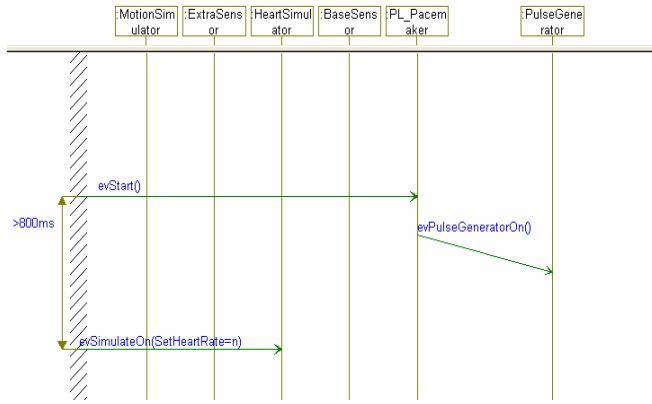 :MotionSim
ulator
:ExtraSens
or
:HeartSimul
ator
:BaseSens
or
:PL_Pacem
aker
:PulseGene
rator
evStart()
>800ms
evPulseGeneratorOn()
evSimulateOn(SetHeartRate=n)